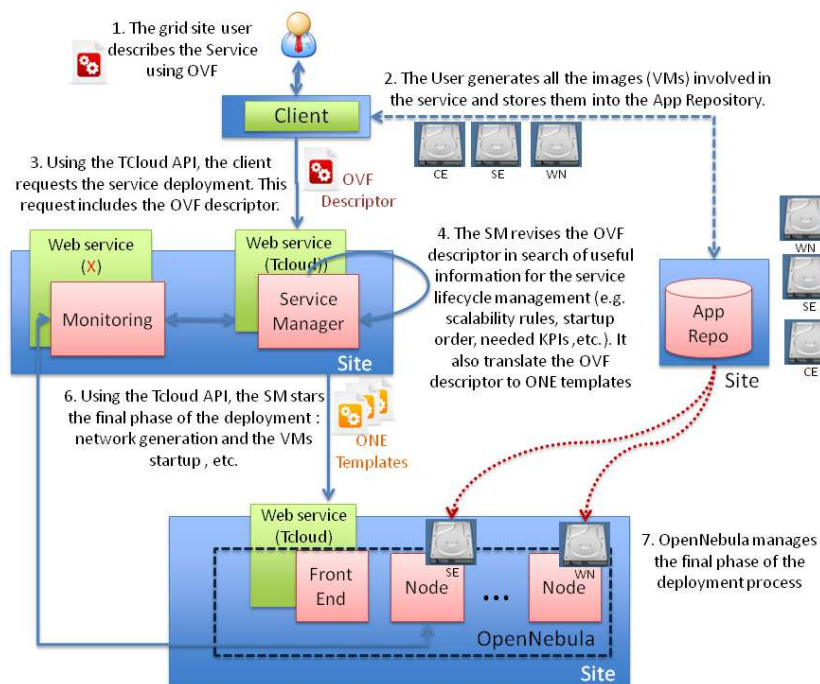 1. The grid site user
describes the Service
using OVF
Client
2. The User generates all the images (VMs) involved in
the service and stores them into the App Repository.
CE
SE
WN
3. Using the TCloud API, the client
requests the service deployment. This
request includes the OVF descriptor.
OVF
Descriptor
Web service
(X)
Monitoring
Web service
(Tcloud))
Service
Manager
Site
4. The SM revises the OVF
descriptor in search of useful
information for the service
lifecycle management (e.g.
scalability rules, startup
order, needed KPIs ,etc.). It
also translate the OVF
descriptor to ONE templates
WN
SE
CE
App
Repo
Site
6. Using the Tcloud API, the SM stars
the final phase of the deployment :
network generation and the VMs
startup , etc.
ONE
Templates
Web service
(Tcloud)
Front
End
SE
Node
...
WN
Node
OpenNebula
Site
7. OpenNebula manages
the final phase of the
deployment process